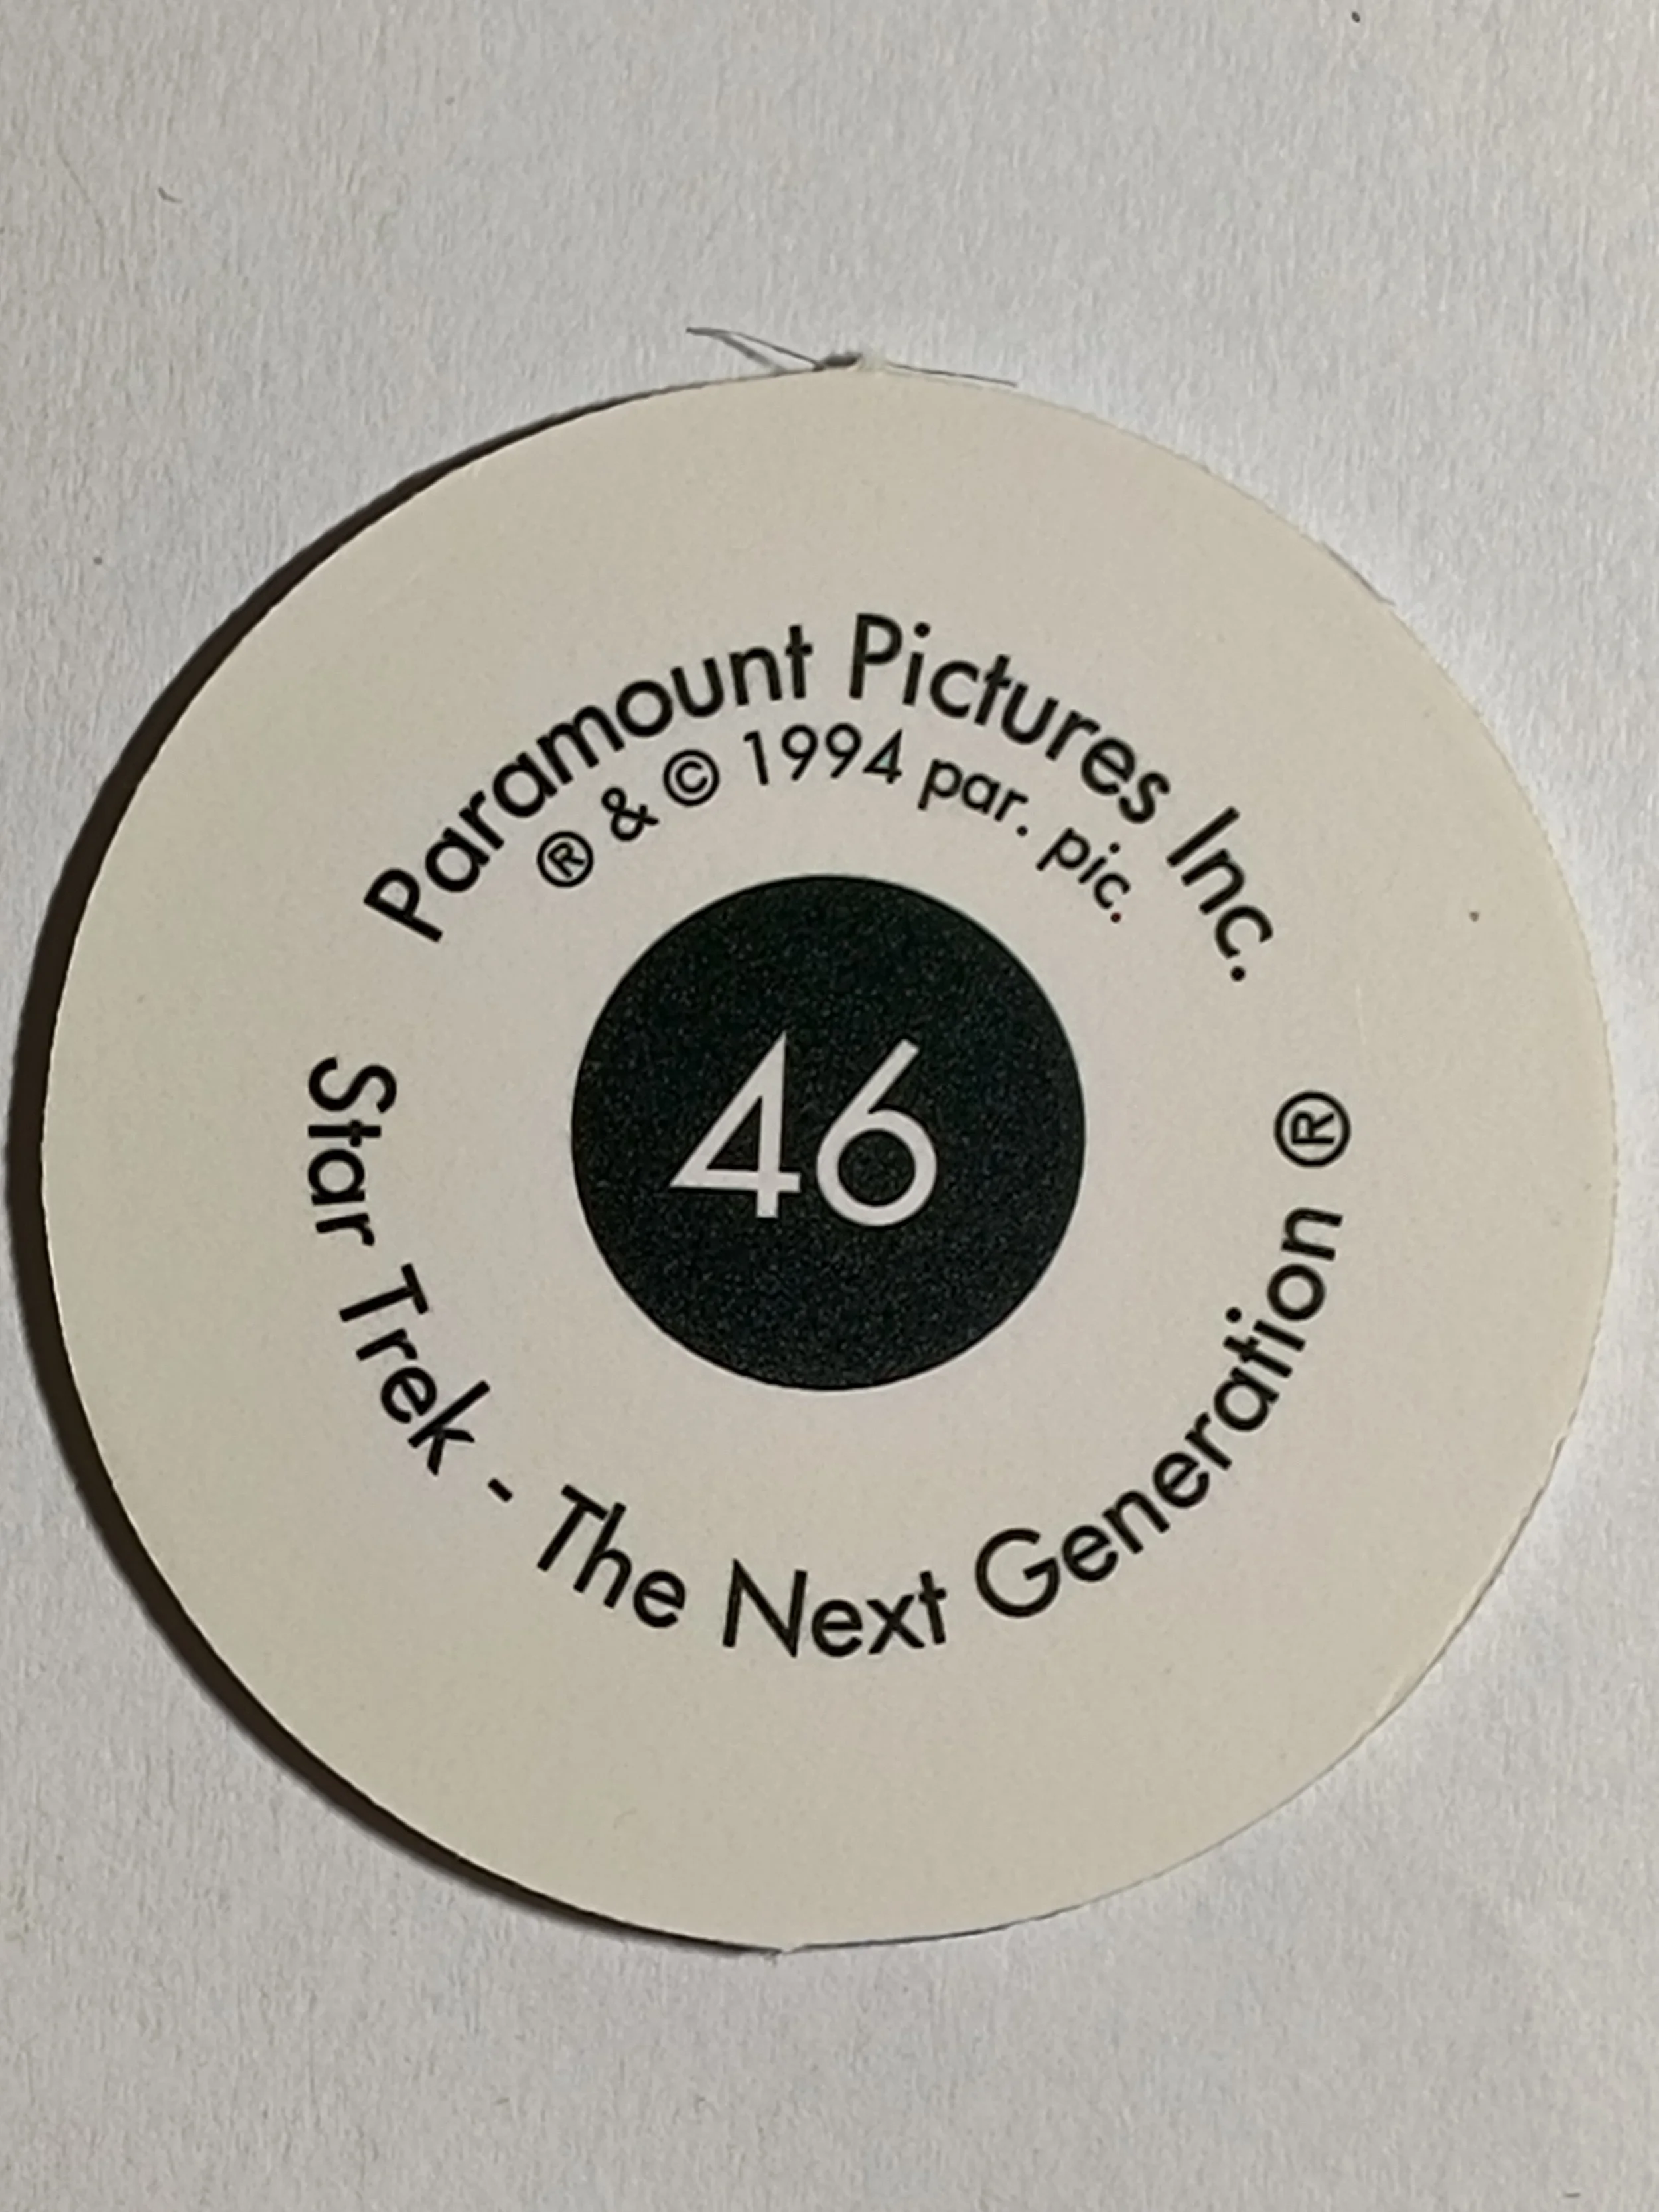 Paramount Pictures Inc.
® & © 1994 par. pic.
46
Star Trek - The Next Generation ®